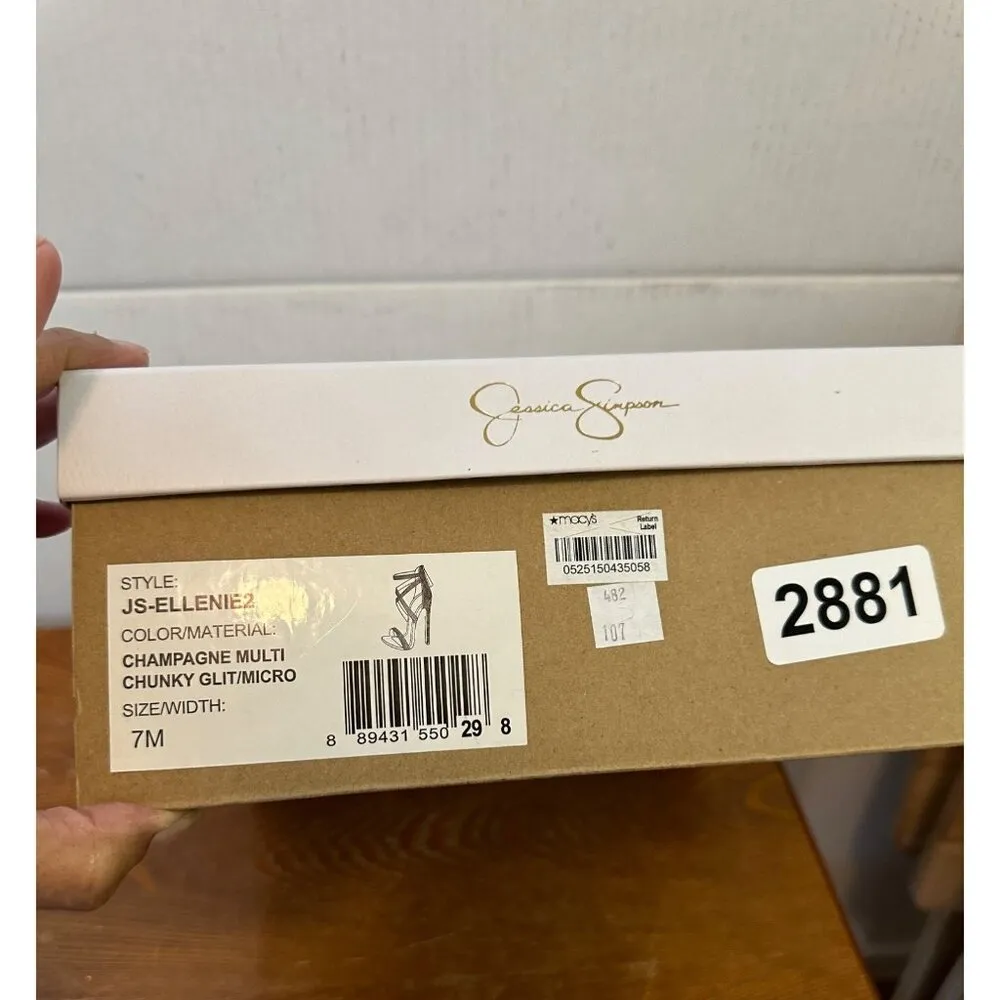 Jessica Simpson
STYLE:
JS-ELLENIE2
COLOR/MATERIAL:
CHAMPAGNE MULTI
CHUNKY GLIT/MICRO
SIZE/WIDTH:
7M
8 89431 550 29 8
★macy's Return
Label
0525150435058
482
107
2881